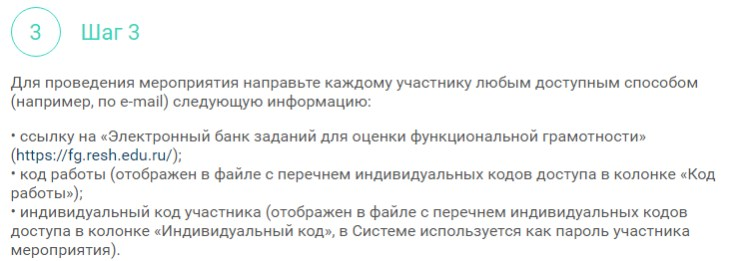 3 Шаг 3
Для проведения мероприятия направьте каждому участнику любым доступным способом
(например, по e-mail) следующую информацию:
• ссылку на «Электронный банк заданий для оценки функциональной грамотности»
(https://fg.resh.edu.ru/);
• код работы (отображен в файле с перечнем индивидуальных кодов доступа в колонке «Код
работы»);
• индивидуальный код участника (отображен в файле с перечнем индивидуальных кодов
доступа в колонке «Индивидуальный код», в Системе используется как пароль участника
мероприятия).